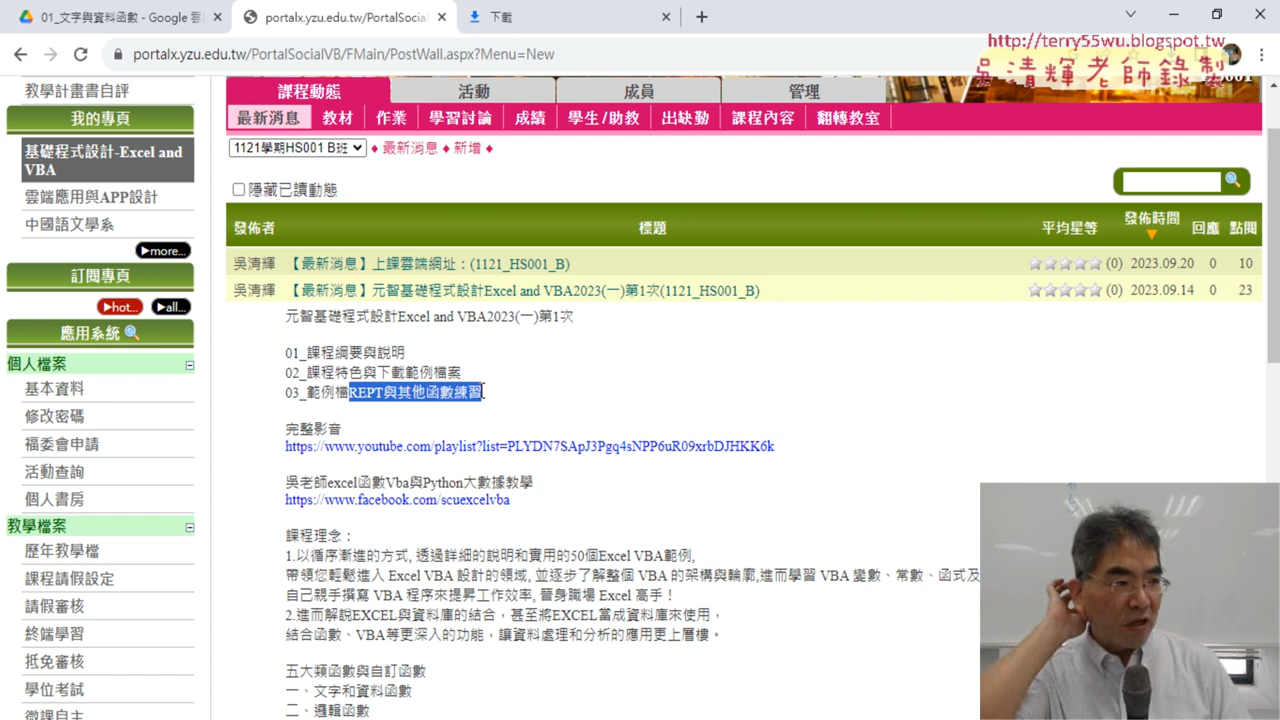 01_文字與資料函數 - Google 雲
portalx.yzu.edu.tw/PortalSocial
下載
portalx.yzu.edu.tw/PortalSocialVB/FMain/PostWall.aspx?Menu=New
http://terry55wu.blogspot.tw
吳清輝老師錄製
教學計畫書自評
我的專頁
基礎程式設計-Excel and
VBA
雲端應用與APP設計
中國語文學系
▶more...
訂閱專頁
▶hot... ▶all...
應用系統
個人檔案
基本資料
修改密碼
福委會申請
活動查詢
個人書房
教學檔案
歷年教學檔
課程請假設定
請假審核
終端學習
抵免審核
學位考試
微課自主
課程動態 活動 成員 管理
最新消息 教材 作業 學習討論 成績 學生/助教 出缺勤 課程內容 翻轉教室
1121學期HS001 B班 ♦ 最新消息 ♦ 新增 ♦
隱藏已讀動態
發佈者 標題 平均星等 發佈時間 回應 點閱
吳清輝 【最新消息】上課雲端網址：(1121_HS001_B) (0) 2023.09.20 0 10
吳清輝 【最新消息】元智基礎程式設計Excel and VBA2023(一)第1次(1121_HS001_B) (0) 2023.09.14 0 23
元智基礎程式設計Excel and VBA2023(一)第1次
01_課程綱要與說明
02_課程特色與下載範例檔案
03_範例檔REPT與其他函數練習
完整影音
https://www.youtube.com/playlist?list=PLYDN7SApJ3Pgq4sNPP6uR09xrbDJHKK6k
吳老師excel函數Vba與Python大數據教學
https://www.facebook.com/scuexcelvba
課程理念：
1.以循序漸進的方式, 透過詳細的說明和實用的50個Excel VBA範例,
帶領您輕鬆進入 Excel VBA 設計的領域, 並逐步了解整個 VBA 的架構與輪廓,進而學習 VBA 變數、常數、函式及
自己親手撰寫 VBA 程序來提昇工作效率, 晉身職場 Excel 高手！
2.進而解說EXCEL與資料庫的結合，甚至將EXCEL當成資料庫來使用，
結合函數、VBA等更深入的功能，讓資料處理和分析的應用更上層樓。
五大類函數與自訂函數
一、文字和資料函數
二、邏輯函數